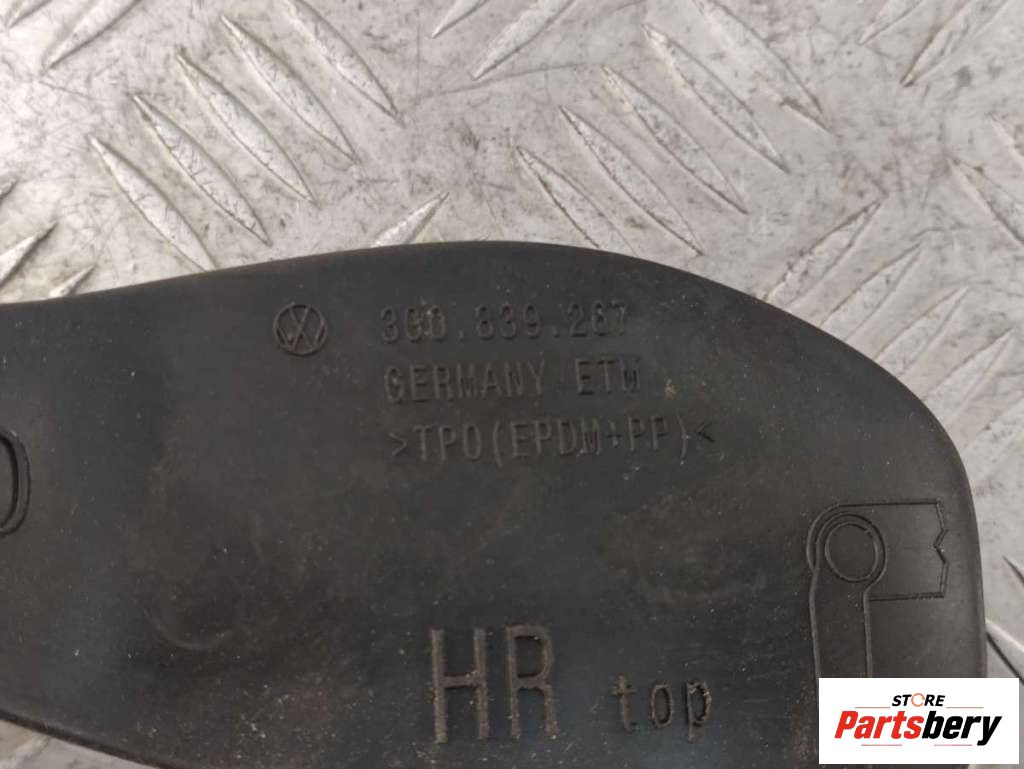 3G0.839.267
GERMANY ETM
>TPO(EPDM+PP)<
HR top
STORE
Partsbery